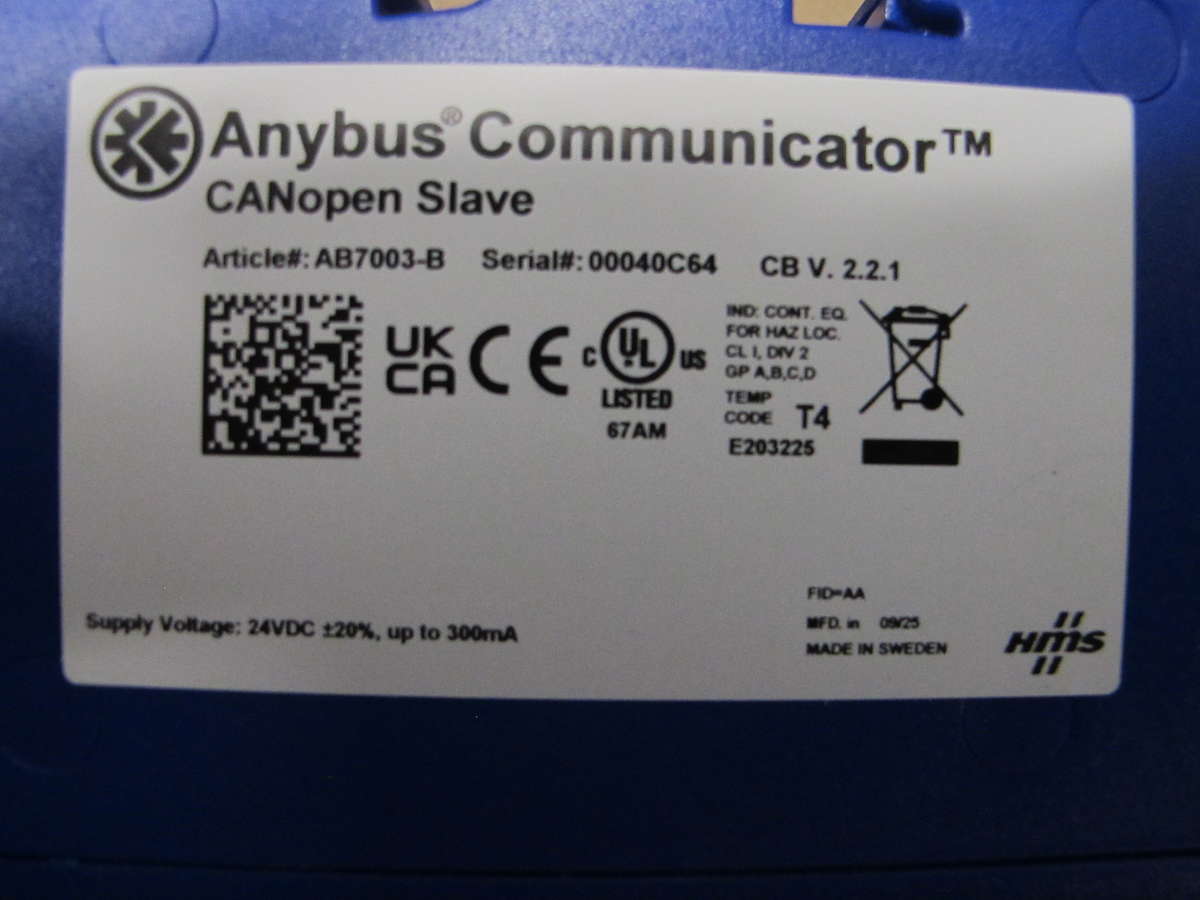 Anybus® Communicator™
CANopen Slave
Article#: AB7003-B Serial#: 00040C64 CB V. 2.2.1
UK
CA
CE
C UL US
LISTED
67AM
IND: CONT. EQ.
FOR HAZ LOC.
CL I, DIV 2
GP A,B,C,D
TEMP
CODE T4
E203225
Supply Voltage: 24VDC ±20%, up to 300mA
FID=AA
MFD. in 09/25
MADE IN SWEDEN
HMS